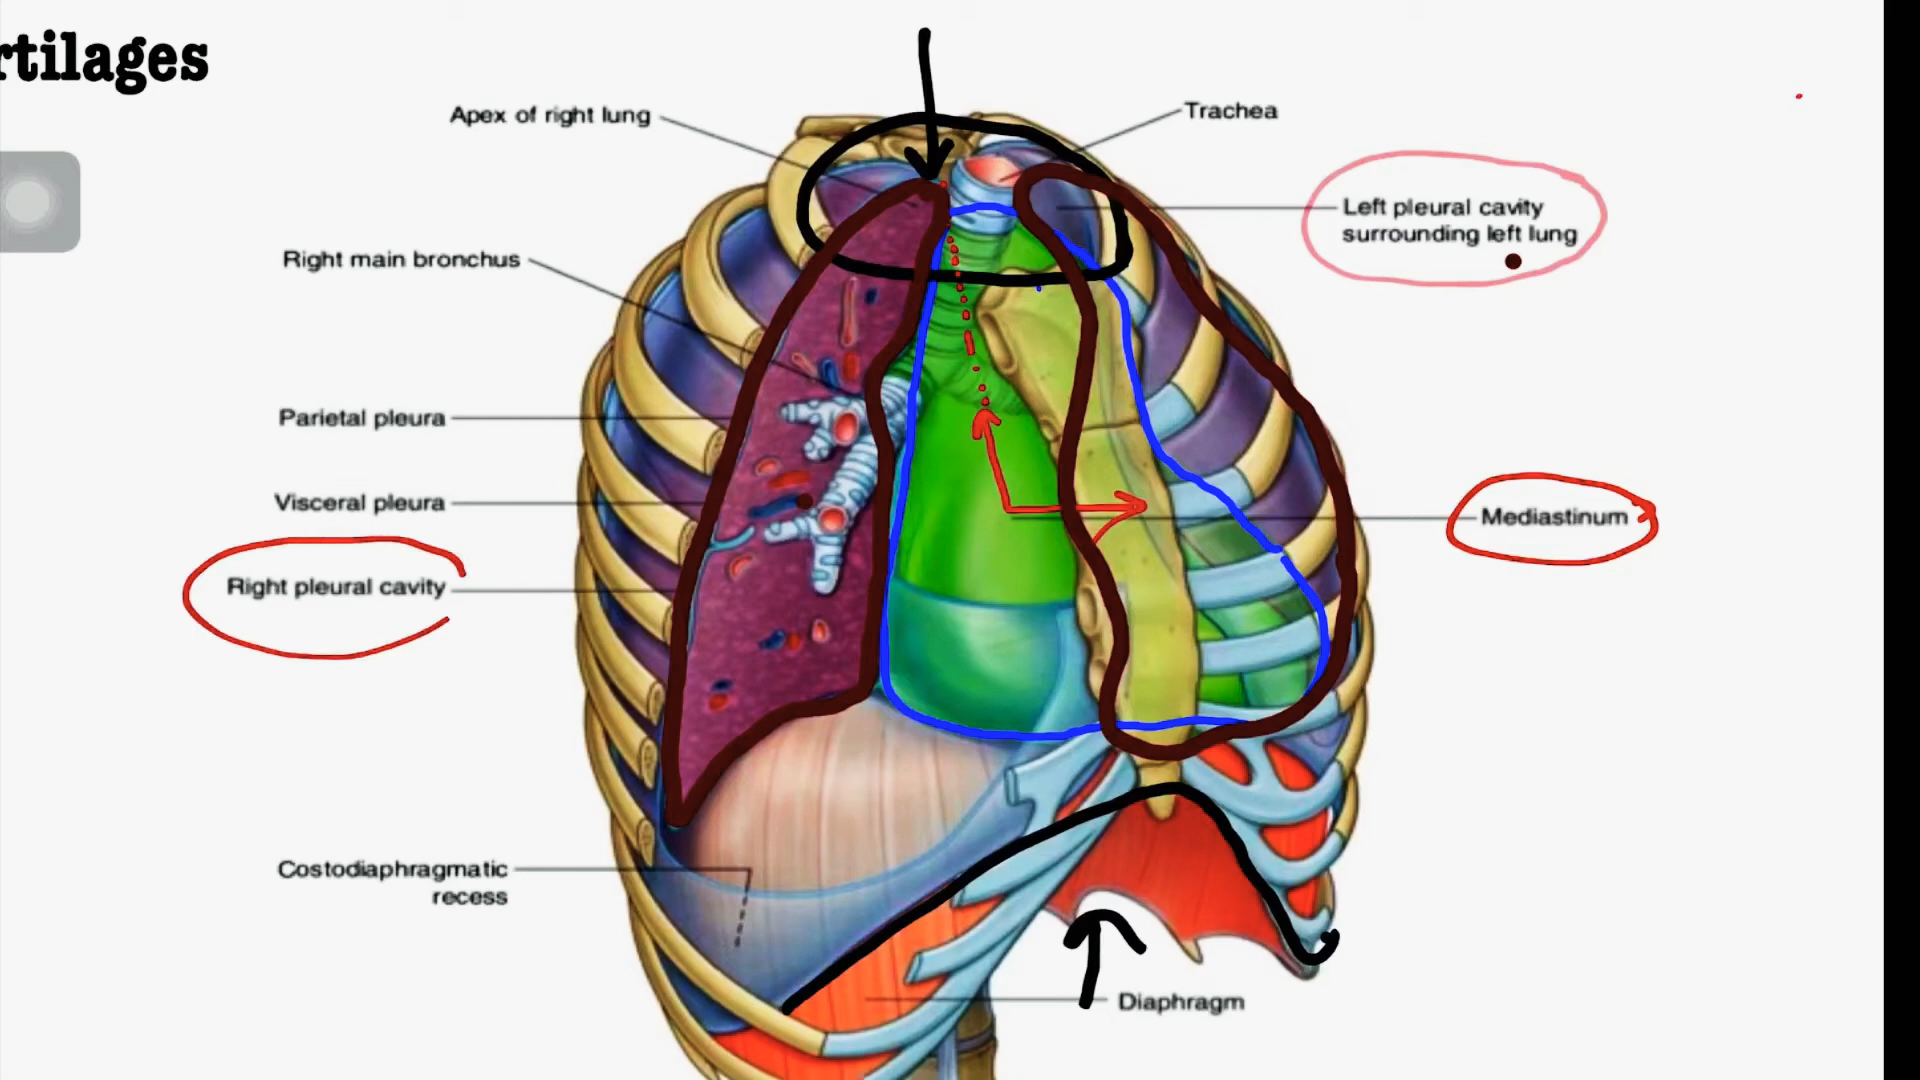 rtilages
Apex of right lung
Trachea
Left pleural cavity
surrounding left lung
Right main bronchus
Parietal pleura
Visceral pleura
Mediastinum
Right pleural cavity
Costodiaphragmatic
recess
Diaphragm